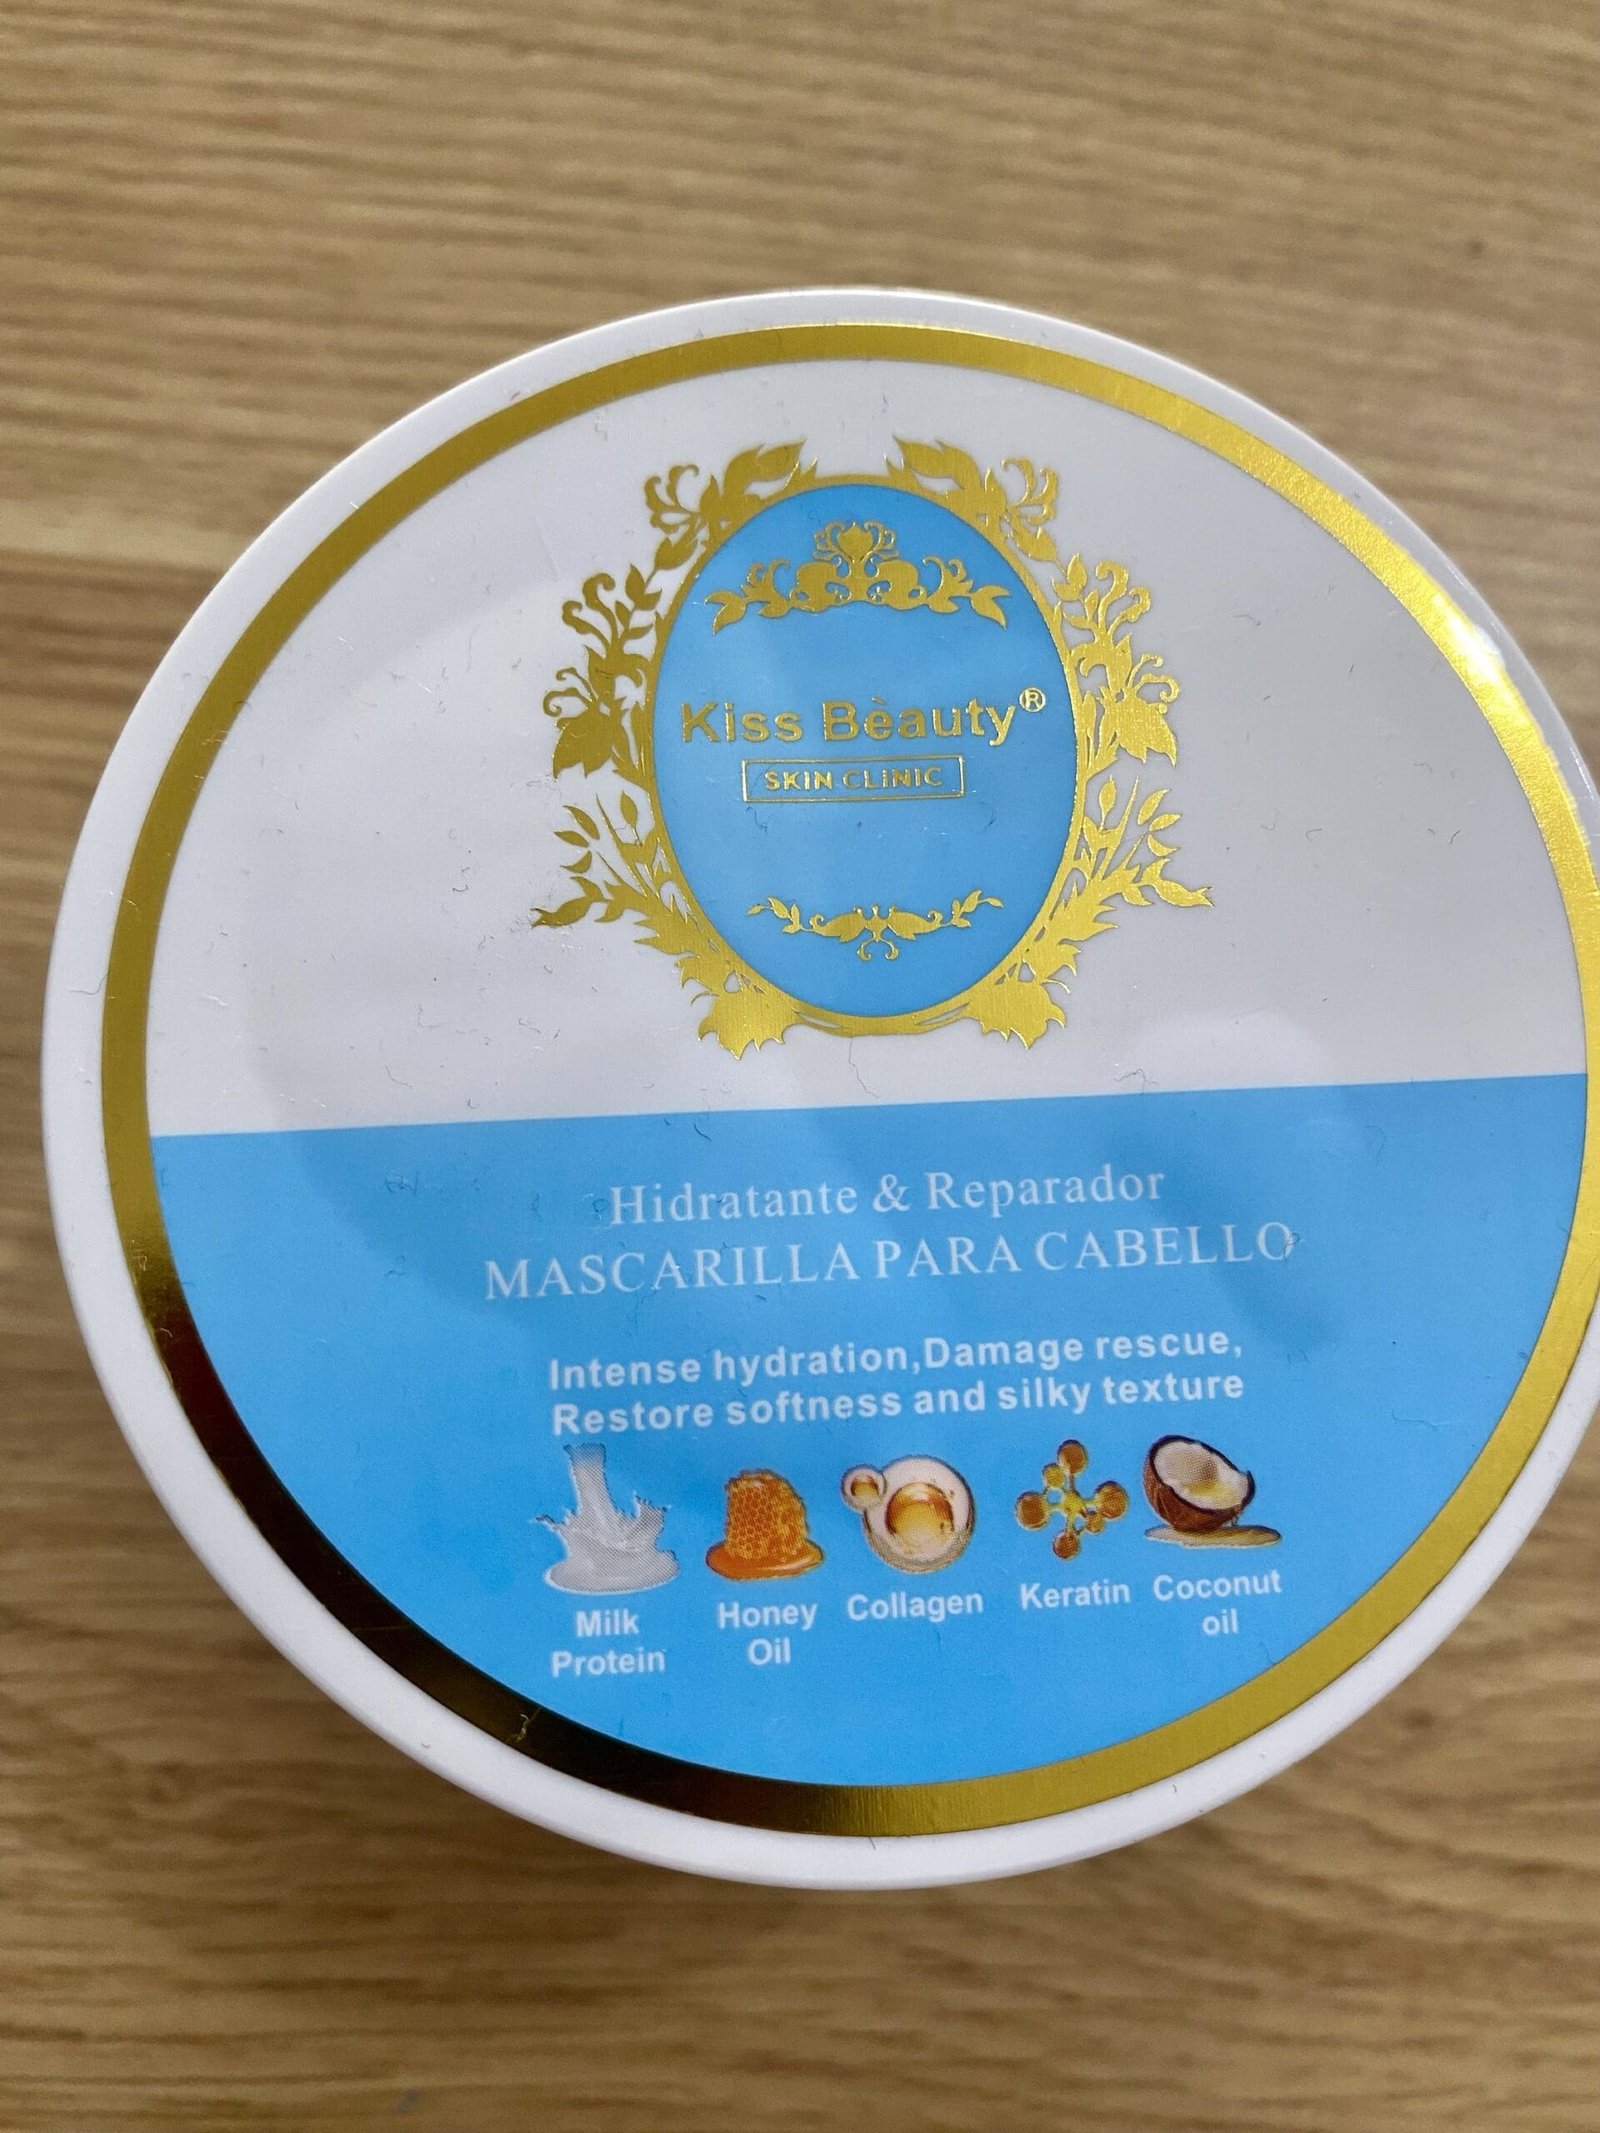 Kiss Bèauty®
SKIN CLINIC
Hidratante & Reparador
MASCARILLA PARA CABELLO
Intense hydration,Damage rescue,
Restore softness and silky texture
Milk
Protein
Honey
Oil
Collagen
Keratin
Coconut
oil